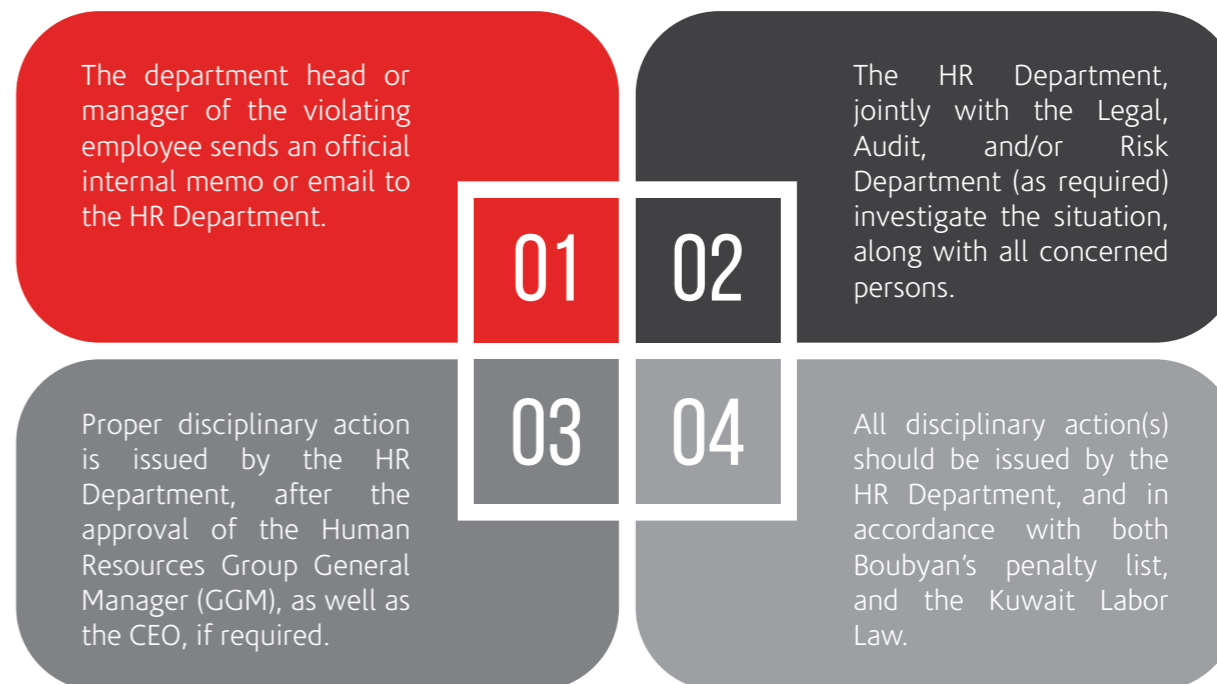 The department head or
manager of the violating
employee sends an official
internal memo or email to
the HR Department.
01
02
The HR Department,
jointly with the Legal,
Audit, and/or Risk
Department (as required)
investigate the situation,
along with all concerned
persons.
Proper disciplinary action
is issued by the HR
Department, after the
approval of the Human
Resources Group General
Manager (GGM), as well as
the CEO, if required.
03
04
All disciplinary action(s)
should be issued by the
HR Department, and in
accordance with both
Boubyan’s penalty list,
and the Kuwait Labor
Law.